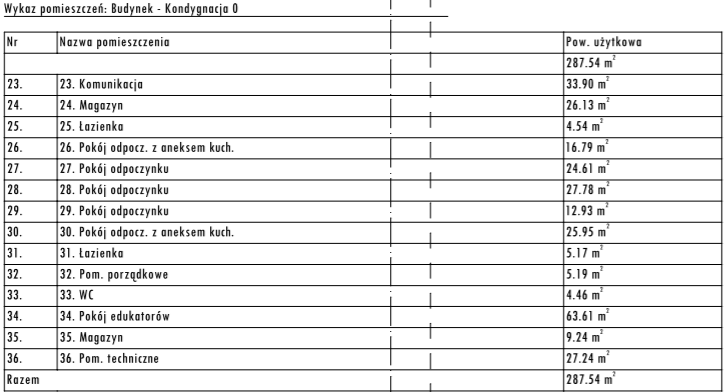 Wykaz pomieszczeń: Budynek - Kondygnacja 0
Nr Nazwa pomieszczenia Pow. użytkowa
287.54 m²
23. 23. Komunikacja 33.90 m²
24. 24. Magazyn 26.13 m²
25. 25. Łazienka 4.54 m²
26. 26. Pokój odpocz. z aneksem kuch. 16.79 m²
27. 27. Pokój odpoczynku 24.61 m²
28. 28. Pokój odpoczynku 27.78 m²
29. 29. Pokój odpoczynku 12.93 m²
30. 30. Pokój odpocz. z aneksem kuch. 25.95 m²
31. 31. Łazienka 5.17 m²
32. 32. Pom. porządkowe 5.19 m²
33. 33. WC 4.46 m²
34. 34. Pokój edukatorów 63.61 m²
35. 35. Magazyn 9.24 m²
36. 36. Pom. techniczne 27.24 m²
Razem 287.54 m²